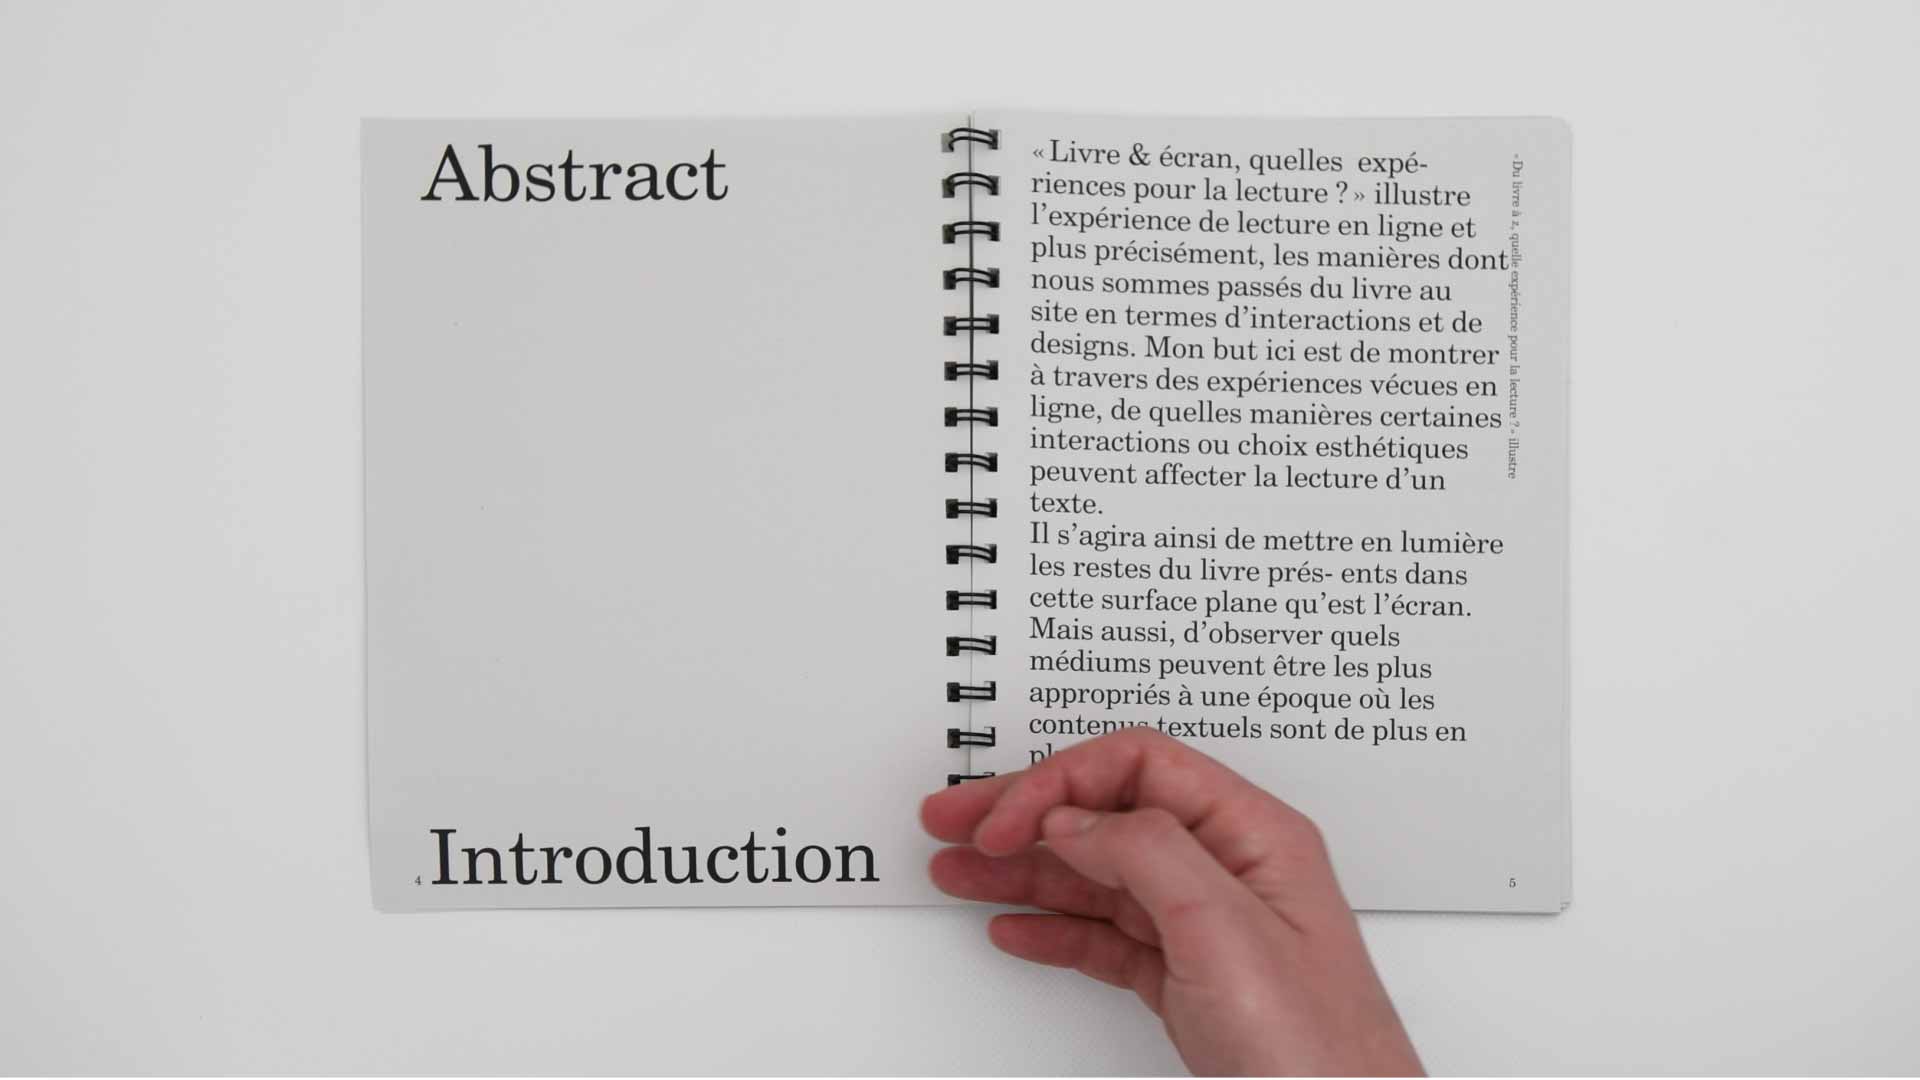 Abstract
Introduction
4
« Livre & écran, quelles  expé-
riences pour la lecture ? » illustre
l’expérience de lecture en ligne et
plus précisément, les manières dont
nous sommes passés du livre au
site en termes d’interactions et de
designs. Mon but ici est de montrer
à travers des expériences vécues en
ligne, de quelles manières certaines
interactions ou choix esthétiques
peuvent affecter la lecture d’un
texte.
Il s’agira ainsi de mettre en lumière
les restes du livre prés- ents dans
cette surface plane qu’est l’écran.
Mais aussi, d’observer quels
médiums peuvent être les plus
appropriés à une époque où les
contenus textuels sont de plus en
« Du livre à z, quelle expérience pour la lecture ? » illustre
5